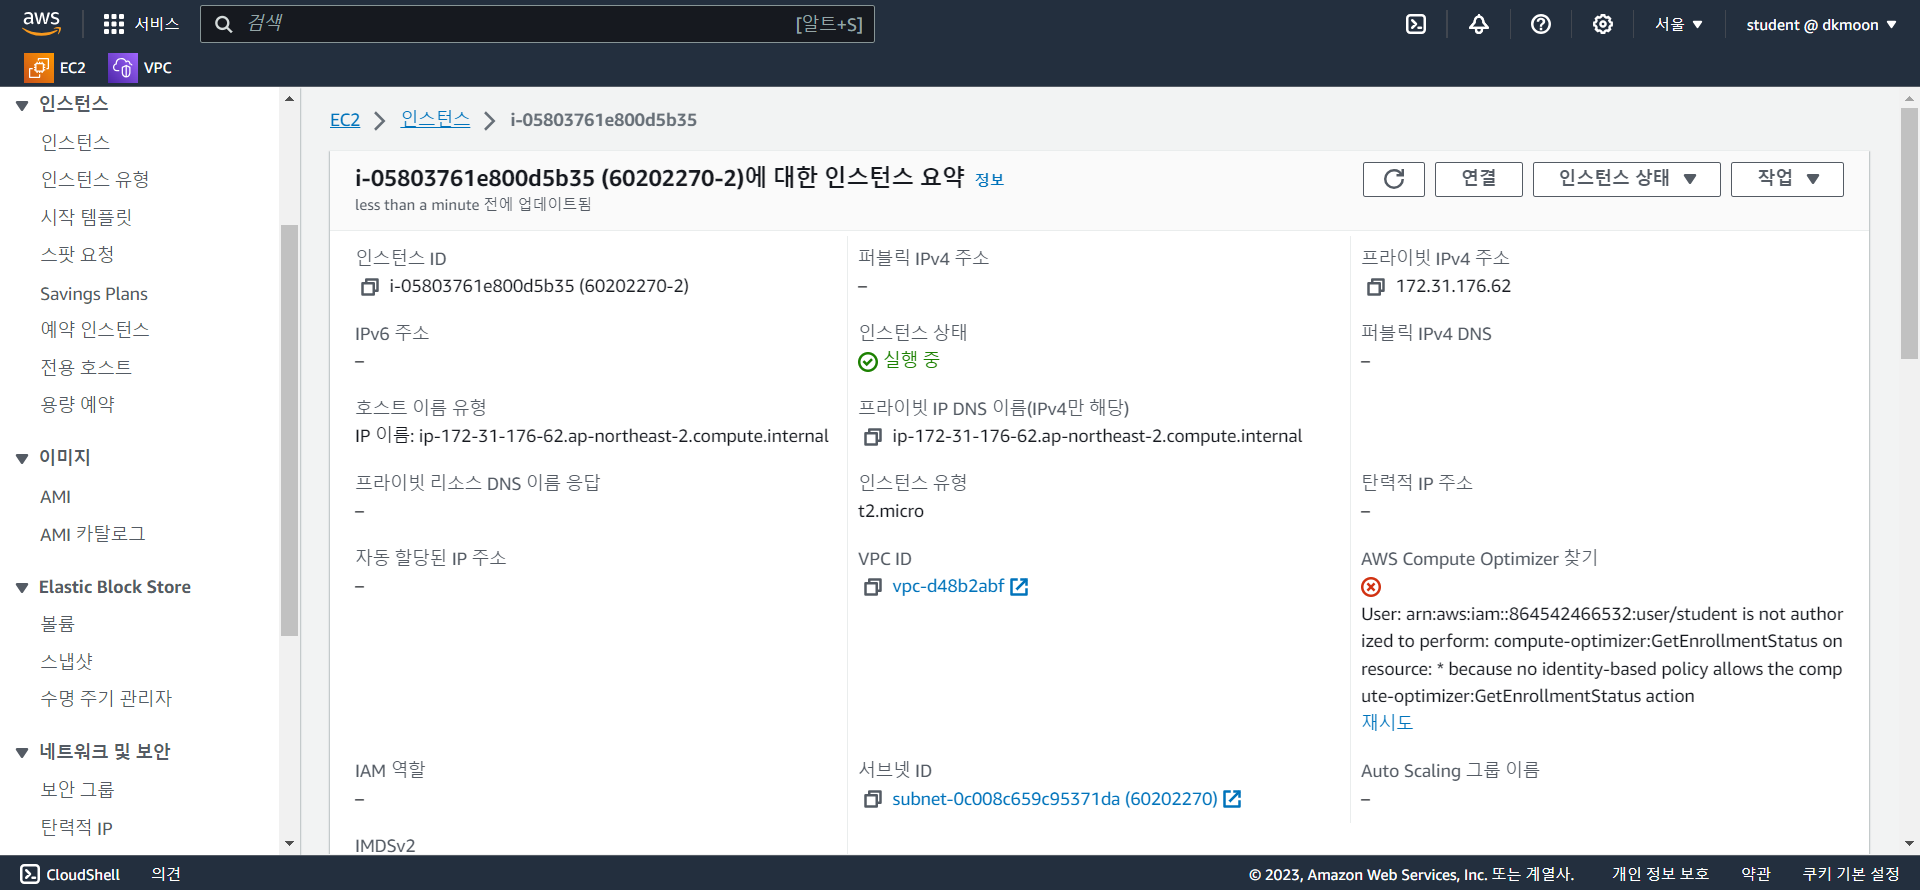 aws
서비스
검색
[알트+S]
서울 ▼
student @ dkmoon ▼
EC2
VPC
▼ 인스턴스
인스턴스
인스턴스 유형
시작 템플릿
스팟 요청
Savings Plans
예약 인스턴스
전용 호스트
용량 예약
▼ 이미지
AMI
AMI 카탈로그
▼ Elastic Block Store
볼륨
스냅샷
수명 주기 관리자
▼ 네트워크 및 보안
보안 그룹
탄력적 IP
EC2 > 인스턴스 > i-05803761e800d5b35
i-05803761e800d5b35 (60202270-2)에 대한 인스턴스 요약 정보
less than a minute 전에 업데이트됨
연결
인스턴스 상태 ▼
작업 ▼
인스턴스 ID
i-05803761e800d5b35 (60202270-2)
퍼블릭 IPv4 주소
–
프라이빗 IPv4 주소
172.31.176.62
IPv6 주소
–
인스턴스 상태
실행 중
퍼블릭 IPv4 DNS
–
호스트 이름 유형
IP 이름: ip-172-31-176-62.ap-northeast-2.compute.internal
프라이빗 IP DNS 이름(IPv4만 해당)
ip-172-31-176-62.ap-northeast-2.compute.internal
프라이빗 리소스 DNS 이름 응답
–
인스턴스 유형
t2.micro
탄력적 IP 주소
–
자동 할당된 IP 주소
–
VPC ID
vpc-d48b2abf
AWS Compute Optimizer 찾기
User: arn:aws:iam::864542466532:user/student is not author
ized to perform: compute-optimizer:GetEnrollmentStatus on
resource: * because no identity-based policy allows the comp
ute-optimizer:GetEnrollmentStatus action
재시도
IAM 역할
–
서브넷 ID
subnet-0c008c659c95371da (60202270)
Auto Scaling 그룹 이름
–
IMDSv2
CloudShell
의견
© 2023, Amazon Web Services, Inc. 또는 계열사.
개인 정보 보호
약관
쿠키 기본 설정